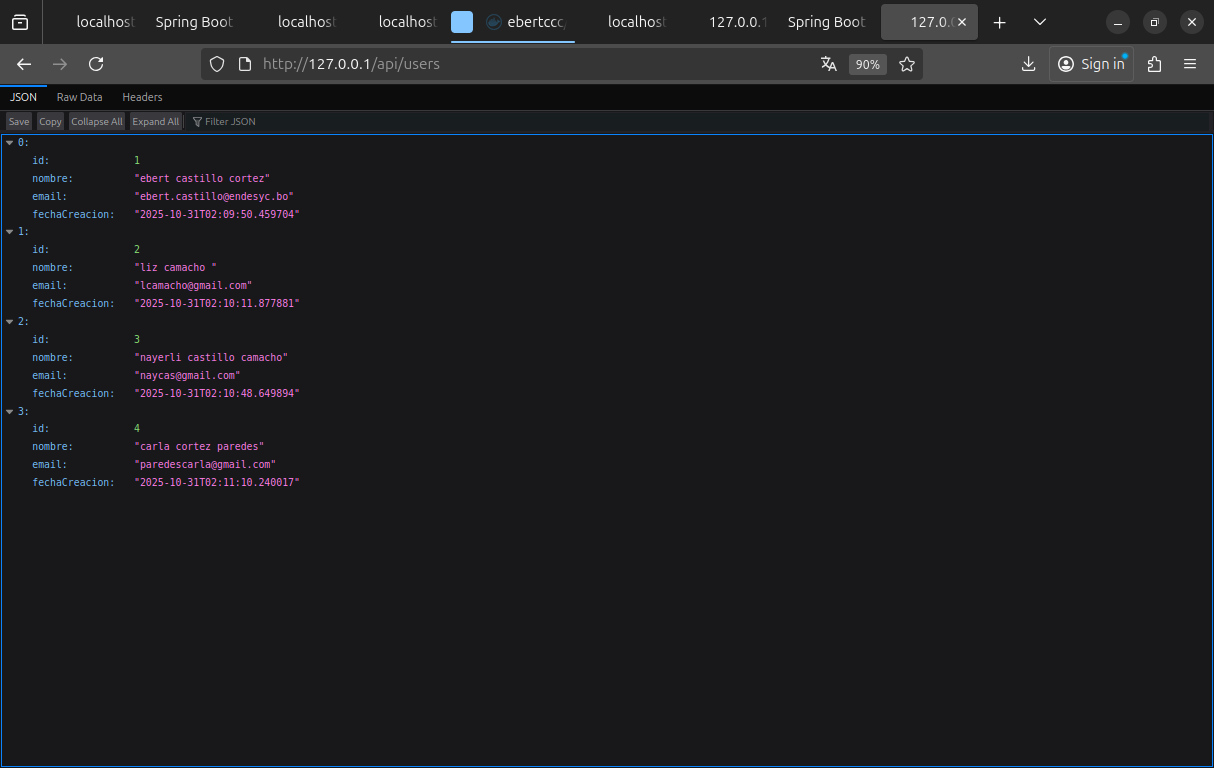 localhost Spring Boot localhost localhost ebertccc/ localhost 127.0.0.1 Spring Boot 127.0.0
http://127.0.0.1/api/users 90% Sign in
JSON Raw Data Headers
Save Copy Collapse All Expand All Filter JSON
0:
id: 1
nombre: "ebert castillo cortez"
email: "ebert.castillo@endesyc.bo"
fechaCreacion: "2025-10-31T02:09:50.459704"
1:
id: 2
nombre: "liz camacho "
email: "lcamacho@gmail.com"
fechaCreacion: "2025-10-31T02:10:11.877881"
2:
id: 3
nombre: "nayerli castillo camacho"
email: "naycas@gmail.com"
fechaCreacion: "2025-10-31T02:10:48.649894"
3:
id: 4
nombre: "carla cortez paredes"
email: "paredescarla@gmail.com"
fechaCreacion: "2025-10-31T02:11:10.240017"